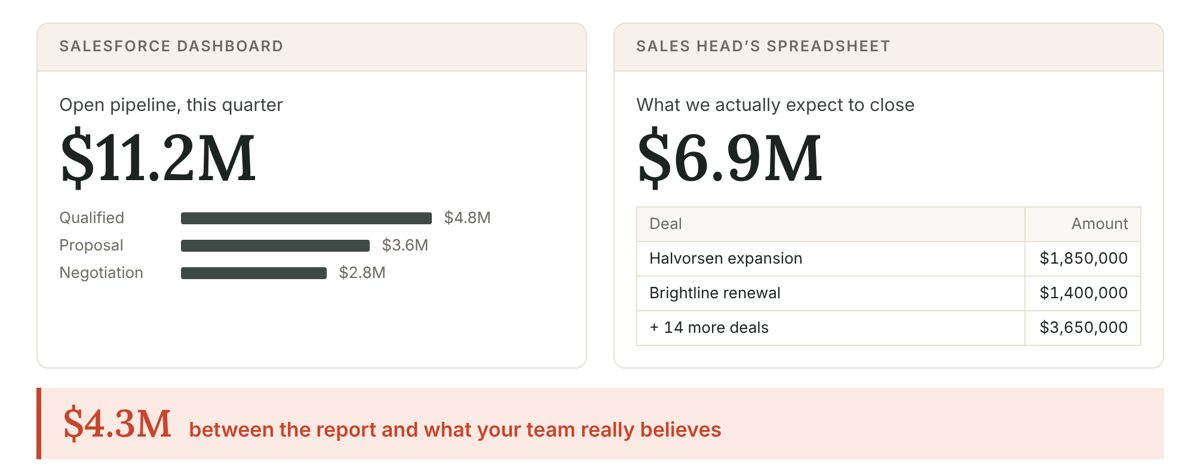 SALESFORCE DASHBOARD
Open pipeline, this quarter
$11.2M
Qualified $4.8M
Proposal $3.6M
Negotiation $2.8M
SALES HEAD’S SPREADSHEET
What we actually expect to close
$6.9M
Deal Amount
Halvorsen expansion $1,850,000
Brightline renewal $1,400,000
+ 14 more deals $3,650,000
$4.3M between the report and what your team really believes